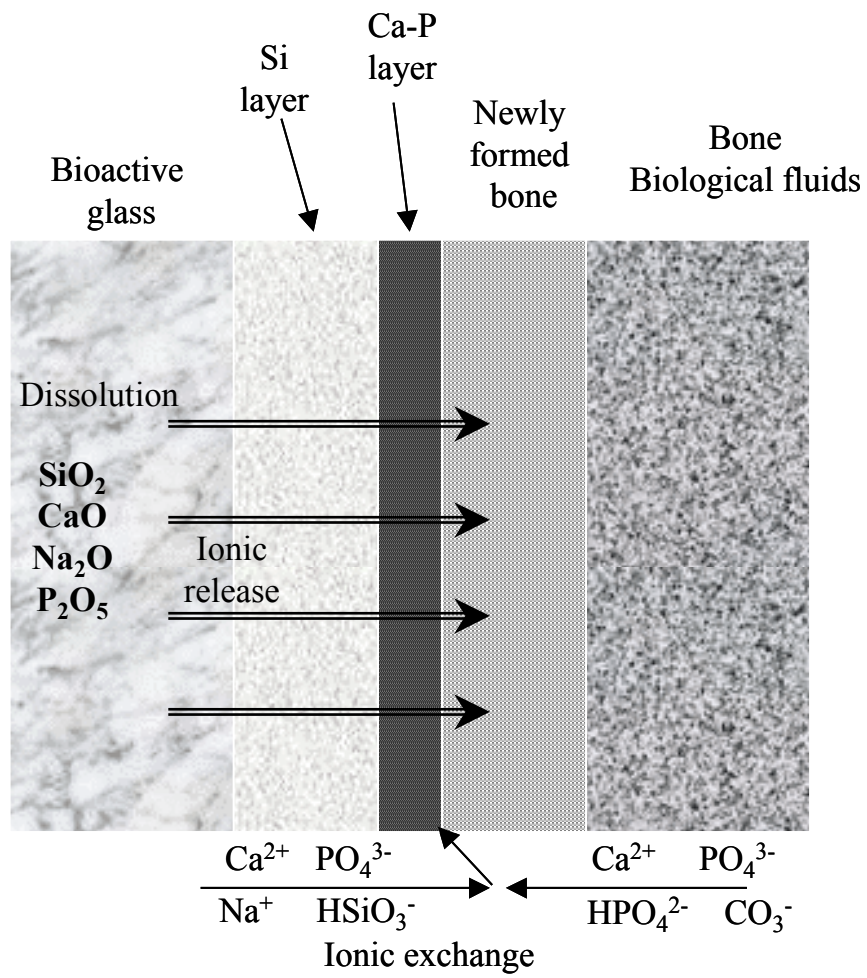 Si
layer
Ca-P
layer
Newly
formed
bone
Bone
Biological fluids
Bioactive
glass
Dissolution
SiO₂
CaO
Na₂O
P₂O₅
Ionic
release
Ca²⁺ PO₄³⁻
Na⁺ HSiO₃⁻
Ca²⁺ PO₄³⁻
HPO₄²⁻ CO₃⁻
Ionic exchange